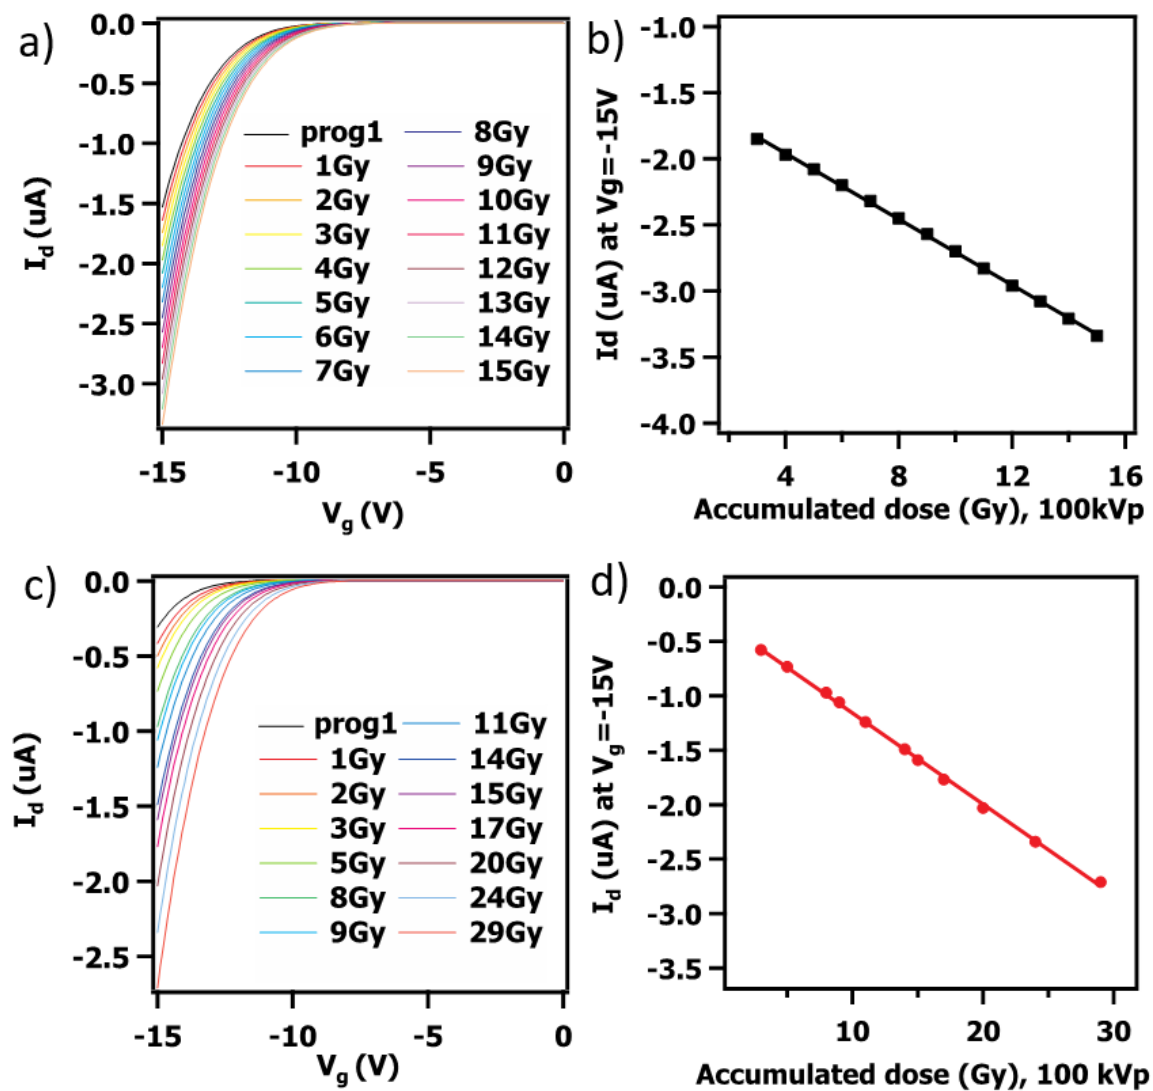 a)
0.0
-0.5
-1.0
-1.5
-2.0
-2.5
-3.0
I_d (uA)
prog1
1Gy
2Gy
3Gy
4Gy
5Gy
6Gy
7Gy
8Gy
9Gy
10Gy
11Gy
12Gy
13Gy
14Gy
15Gy
-15 -10 -5 0
V_g (V)
b)
-1.0
-1.5
-2.0
-2.5
-3.0
-3.5
-4.0
Id (uA) at Vg=-15V
4 8 12 16
Accumulated dose (Gy), 100kVp
c)
0.0
-0.5
-1.0
-1.5
-2.0
-2.5
I_d (uA)
prog1
1Gy
2Gy
3Gy
5Gy
8Gy
9Gy
11Gy
14Gy
15Gy
17Gy
20Gy
24Gy
29Gy
-15 -10 -5 0
V_g (V)
d)
0.0
-0.5
-1.0
-1.5
-2.0
-2.5
-3.0
-3.5
I_d (uA) at V_g=-15V
10 20 30
Accumulated dose (Gy), 100 kVp